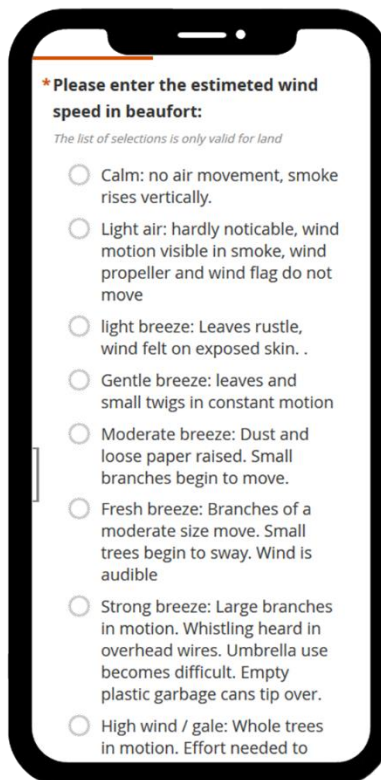 *Please enter the estimeted wind
speed in beaufort:
The list of selections is only valid for land
Calm: no air movement, smoke
rises vertically.
Light air: hardly noticable, wind
motion visible in smoke, wind
propeller and wind flag do not
move
light breeze: Leaves rustle,
wind felt on exposed skin. .
Gentle breeze: leaves and
small twigs in constant motion
Moderate breeze: Dust and
loose paper raised. Small
branches begin to move.
Fresh breeze: Branches of a
moderate size move. Small
trees begin to sway. Wind is
audible
Strong breeze: Large branches
in motion. Whistling heard in
overhead wires. Umbrella use
becomes difficult. Empty
plastic garbage cans tip over.
High wind / gale: Whole trees
in motion. Effort needed to